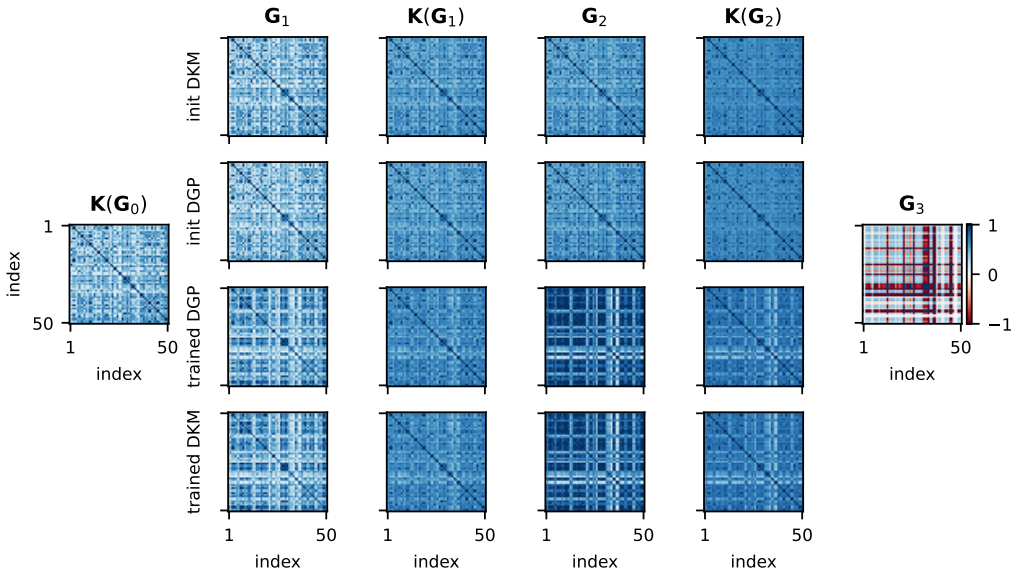 G₁ K(G₁) G₂ K(G₂)
init DKM
init DGP
K(G₀)
1
index
50
1 50
index
trained DGP
trained DKM
1 50 1 50 1 50 1 50
index index index index
G₃
1
0
−1
1 50
index